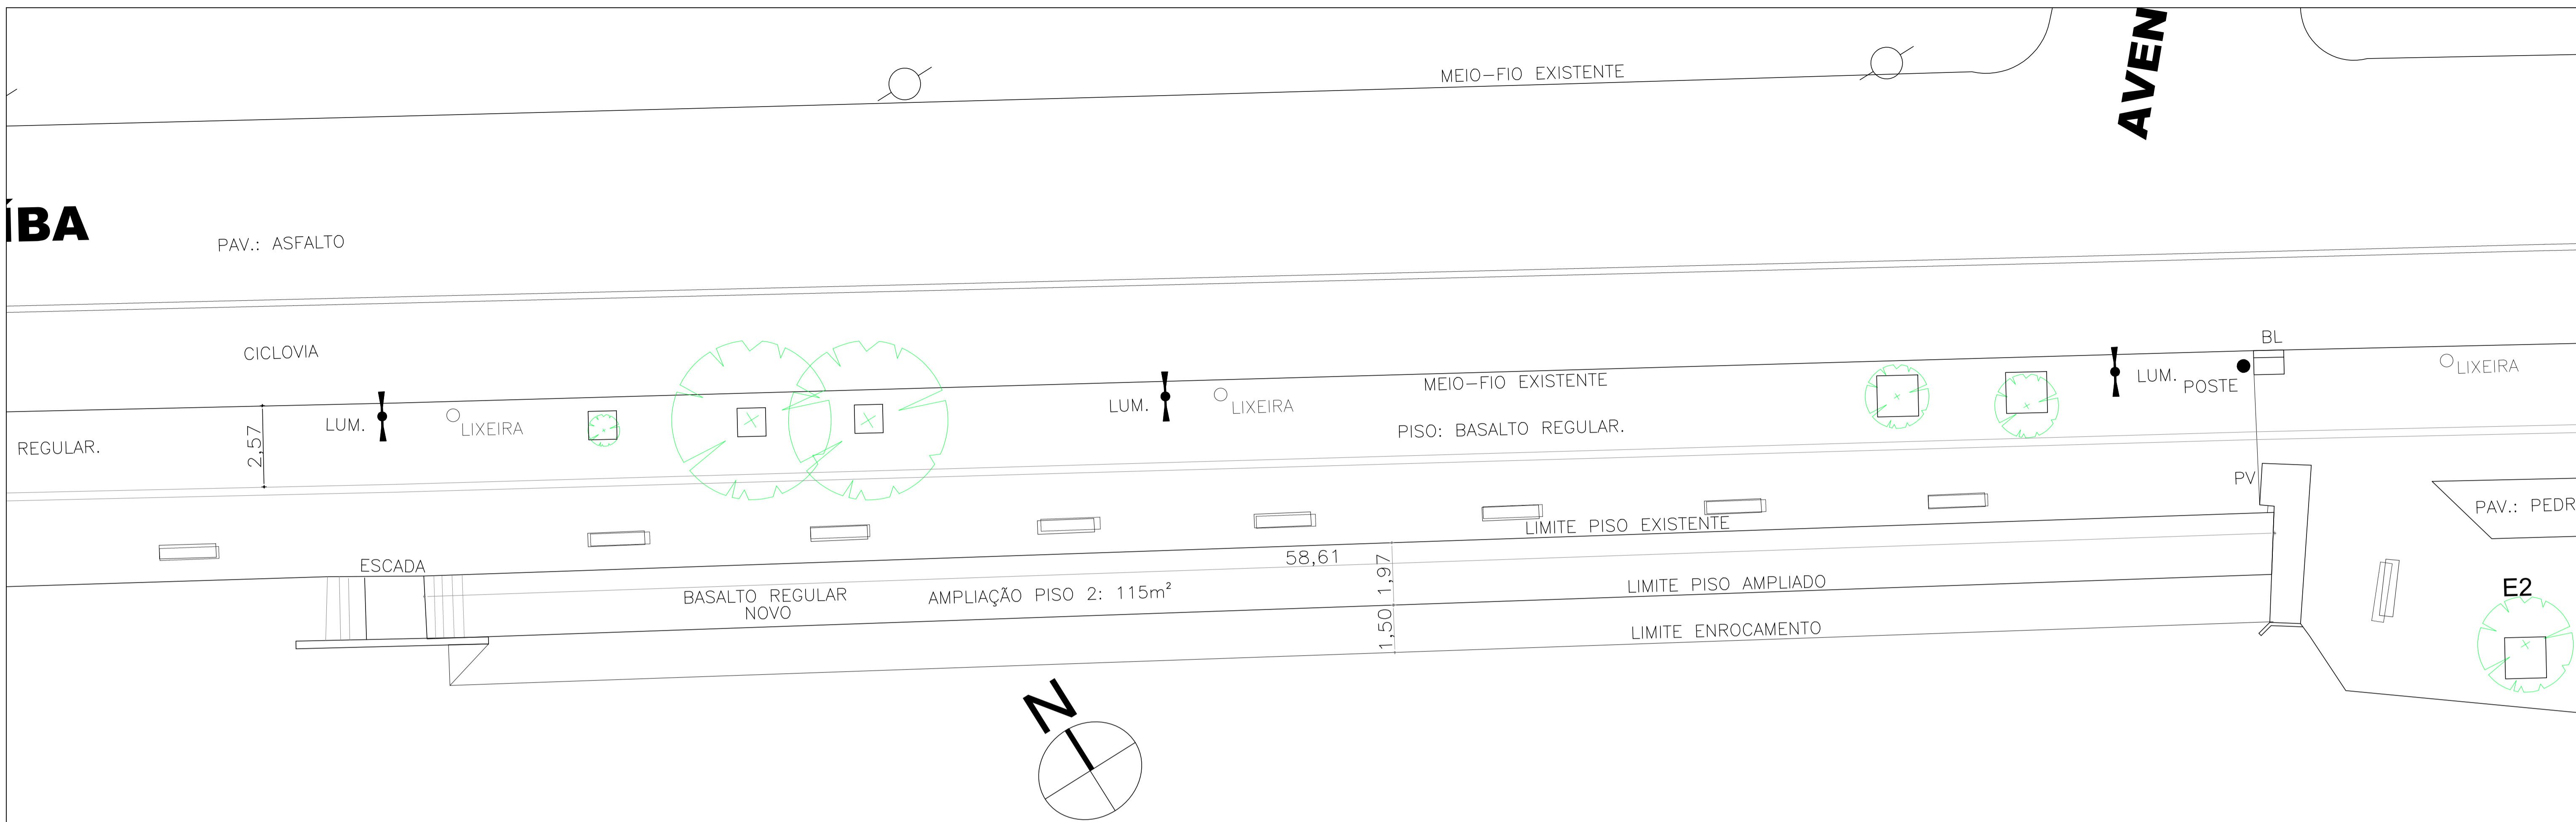 MEIO-FIO EXISTENTE
AVEN
ÍBA
PAV.: ASFALTO
CICLOVIA
BL
LUM.
POSTE
LIXEIRA
MEIO-FIO EXISTENTE
LUM.
LIXEIRA
LUM.
LIXEIRA
PISO: BASALTO REGULAR.
REGULAR.
2,57
PV
PAV.: PEDR
LIMITE PISO EXISTENTE
ESCADA
58,61
1,97
BASALTO REGULAR
NOVO
AMPLIAÇÃO PISO 2: 115m²
LIMITE PISO AMPLIADO
E2
1,50
LIMITE ENROCAMENTO
N